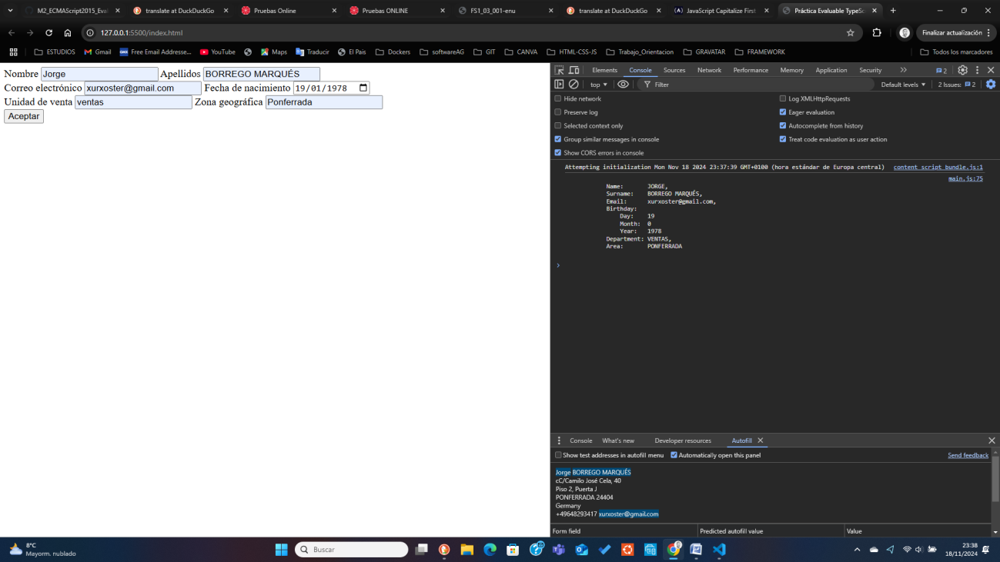 M2_ECMAScript2015_Eval
translate at DuckDuckGo
Pruebas Online
Pruebas ONLINE
FS1_03_001-enu
translate at DuckDuckGo
JavaScript Capitalize First
Práctica Evaluable TypeSc
127.0.0.1:5500/index.html
Finalizar actualización
ESTUDIOS Gmail Free Email Addresse... YouTube Maps Traducir El Pais Dockers softwareAG GIT CANVA HTML-CSS-JS Trabajo_Orientacion GRAVATAR FRAMEWORK Todos los marcadores
Nombre Jorge Apellidos BORREGO MARQUÉS
Correo electrónico xurxoster@gmail.com Fecha de nacimiento 19/01/1978
Unidad de venta ventas Zona geográfica Ponferrada
Aceptar
Elements Console Sources Network Performance Memory Application Security 2
top Filter Default levels 2 Issues: 2
Hide network Log XMLHttpRequests
Preserve log Eager evaluation
Selected context only Autocomplete from history
Group similar messages in console Treat code evaluation as user action
Show CORS errors in console
Attempting initialization Mon Nov 18 2024 23:37:39 GMT+0100 (hora estándar de Europa central) content script bundle.js:1
main.js:75
Name: JORGE,
Surname: BORREGO MARQUÉS,
Email: xurxoster@gmail.com,
Birthday:
Day: 19
Month: 0
Year: 1978
Department: VENTAS,
Area: PONFERRADA
Console What's new Developer resources Autofill
Show test addresses in autofill menu Automatically open this panel Send feedback
Jorge BORREGO MARQUÉS
cC/Camilo José Cela, 40
Piso 2, Puerta J
PONFERRADA 24404
Germany
+49648293417 xurxoster@gmail.com
Form field Predicted autofill value Value
8°C
Mayorm. nublado
Buscar
23:38
18/11/2024